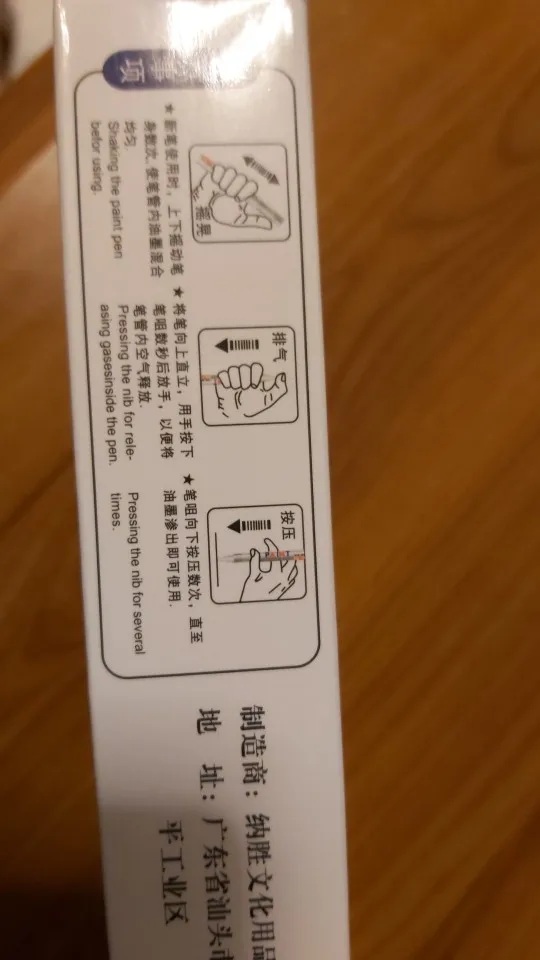 事项
摇晃
★新笔使用时，上下摇动笔
身数次.使笔管内油墨混合
均匀.
Shaking the paint pen
befor using.
排气
★将笔向上直立，用手按下
笔咀数秒后放手，以便将
笔管内空气释放.
Pressing the nib for rele-
asing gasesinside the pen.
按压
★笔咀向下按压数次，直至
油墨渗出即可使用.
Pressing the nib for several
times.
制造商：纳胜文化用品
地 址：广东省汕头市
平工业区